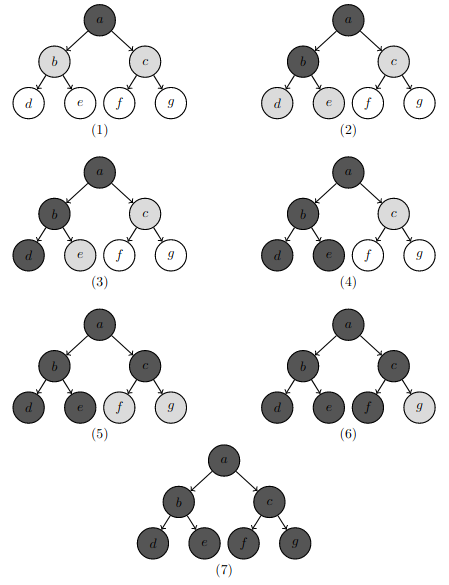 a a
b c b c
d e f g d e f g
(1) (2)
a a
b c b c
d e f g d e f g
(3) (4)
a a
b c b c
d e f g d e f g
(5) (6)
a
b c
d e f g
(7)